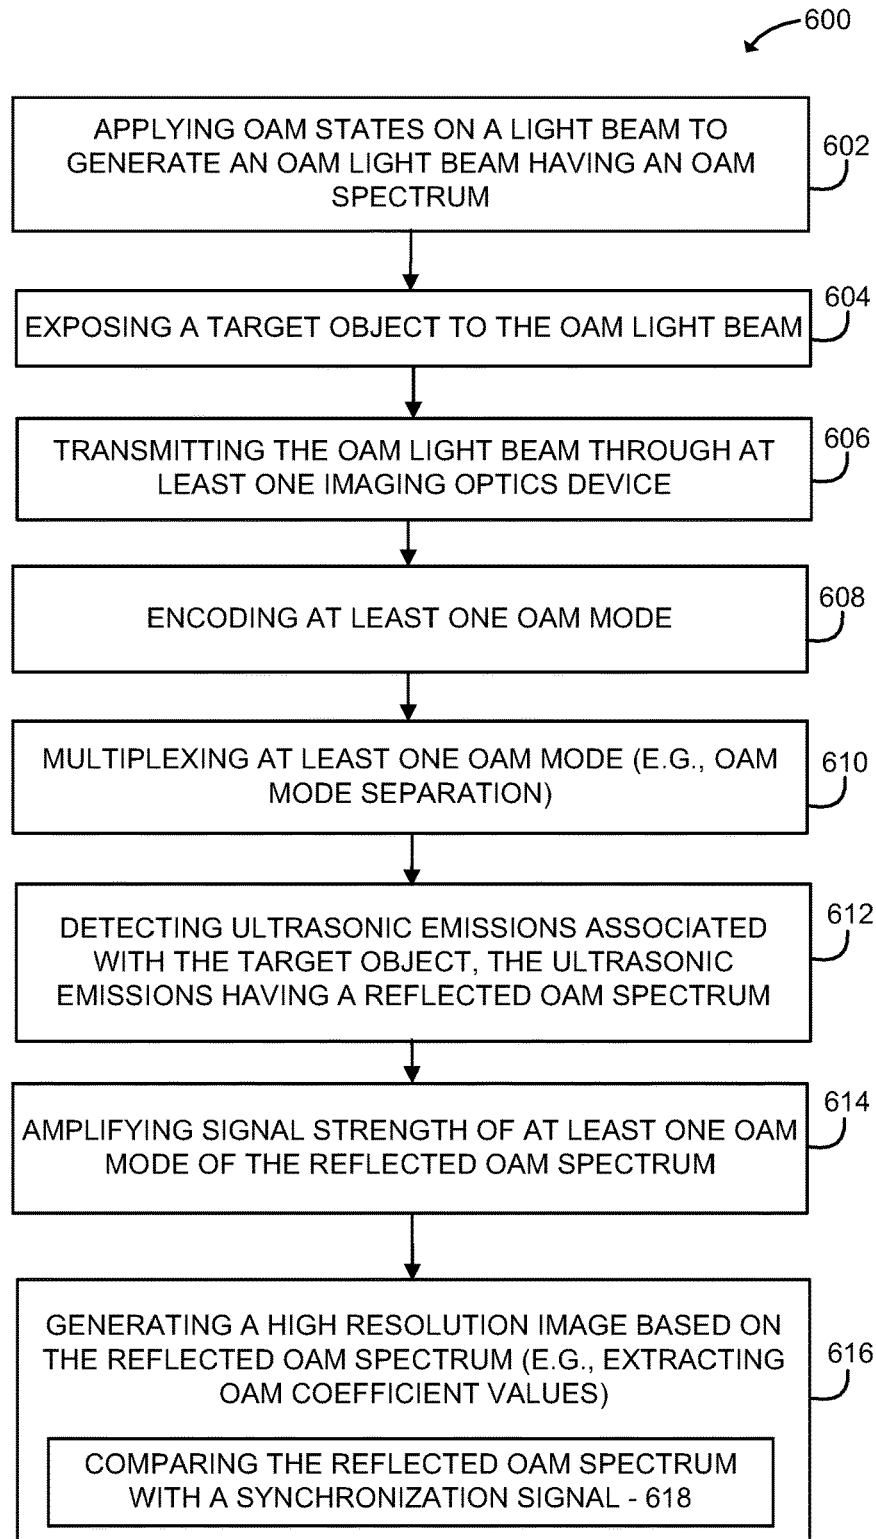 600
APPLYING OAM STATES ON A LIGHT BEAM TO
GENERATE AN OAM LIGHT BEAM HAVING AN OAM
SPECTRUM
602
EXPOSING A TARGET OBJECT TO THE OAM LIGHT BEAM
604
TRANSMITTING THE OAM LIGHT BEAM THROUGH AT
LEAST ONE IMAGING OPTICS DEVICE
606
ENCODING AT LEAST ONE OAM MODE
608
MULTIPLEXING AT LEAST ONE OAM MODE (E.G., OAM
MODE SEPARATION)
610
DETECTING ULTRASONIC EMISSIONS ASSOCIATED
WITH THE TARGET OBJECT, THE ULTRASONIC
EMISSIONS HAVING A REFLECTED OAM SPECTRUM
612
AMPLIFYING SIGNAL STRENGTH OF AT LEAST ONE OAM
MODE OF THE REFLECTED OAM SPECTRUM
614
GENERATING A HIGH RESOLUTION IMAGE BASED ON
THE REFLECTED OAM SPECTRUM (E.G., EXTRACTING
OAM COEFFICIENT VALUES)
616
COMPARING THE REFLECTED OAM SPECTRUM
WITH A SYNCHRONIZATION SIGNAL - 618